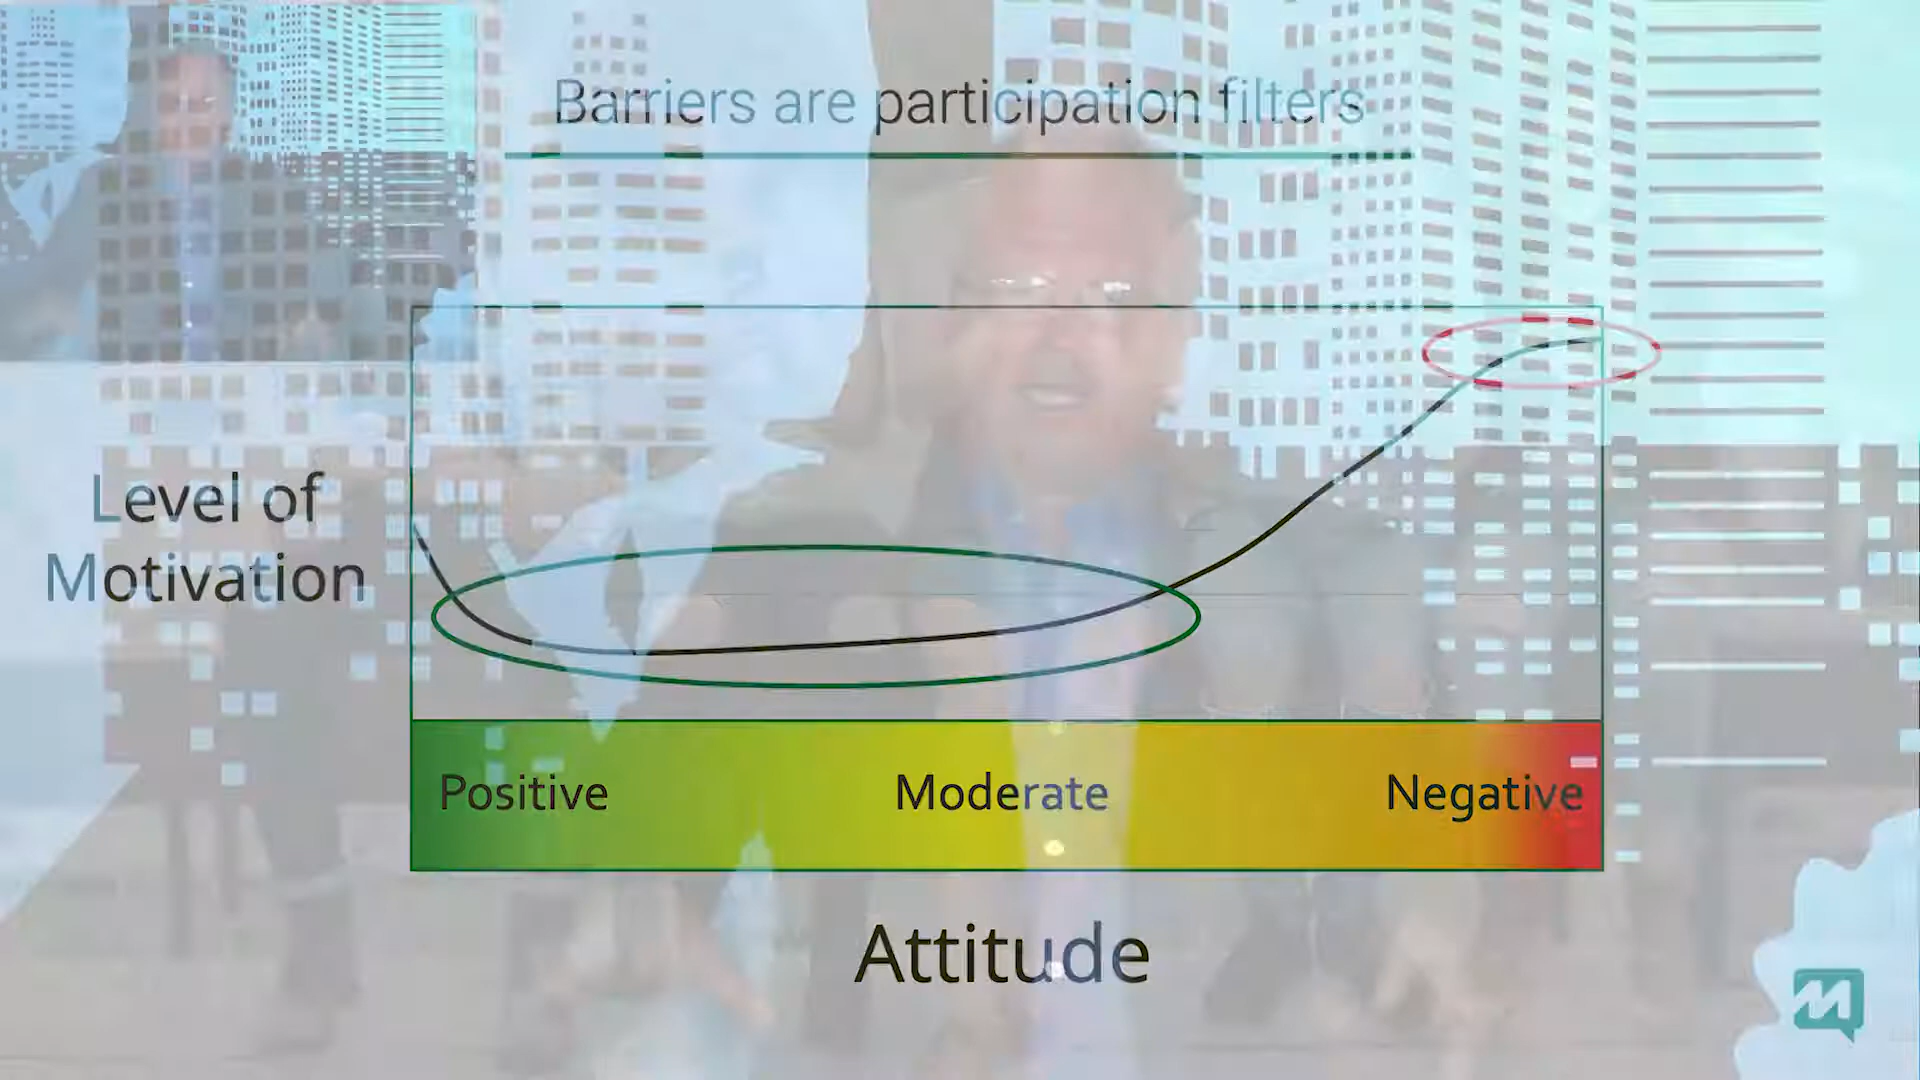 Barriers are participation filters
Level of
Motivation
Positive
Moderate
Negative
Attitude